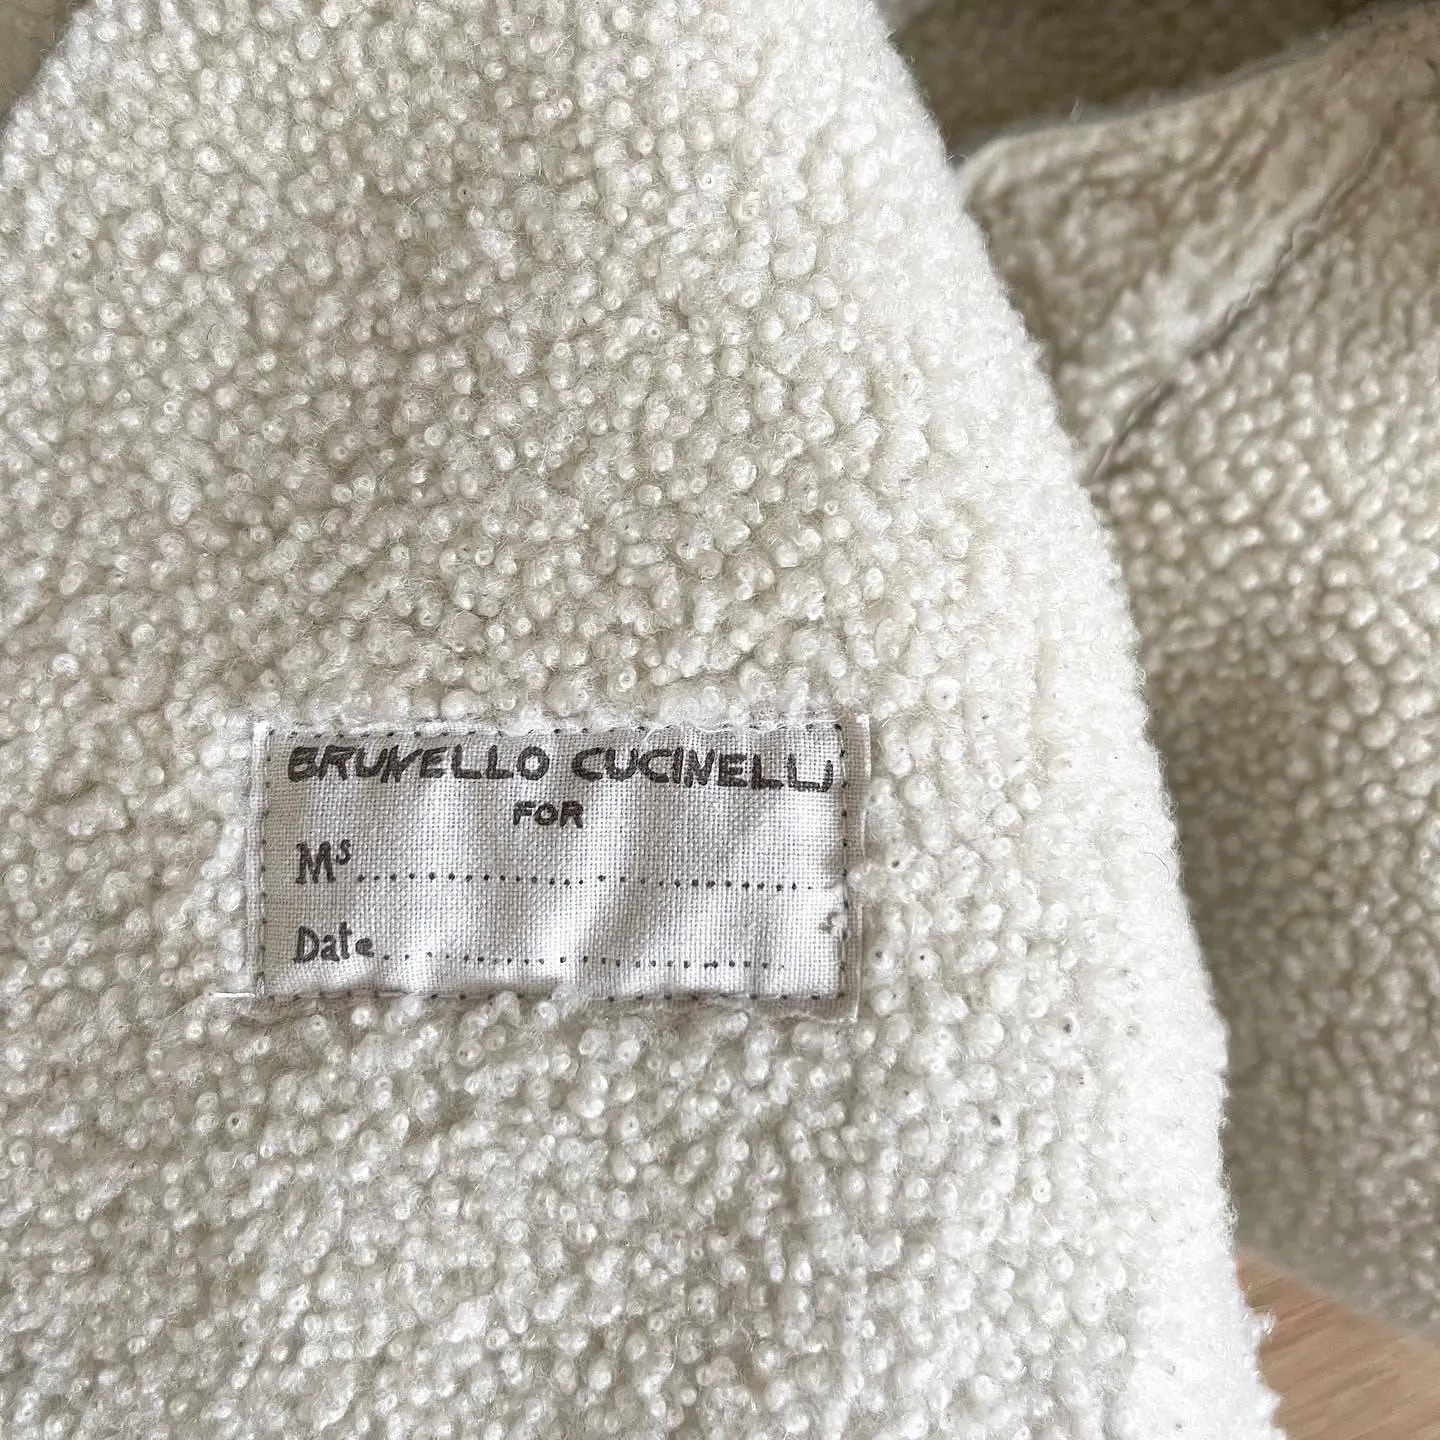 BRUNELLO CUCINELLI
FOR
Ms....................
Date....................